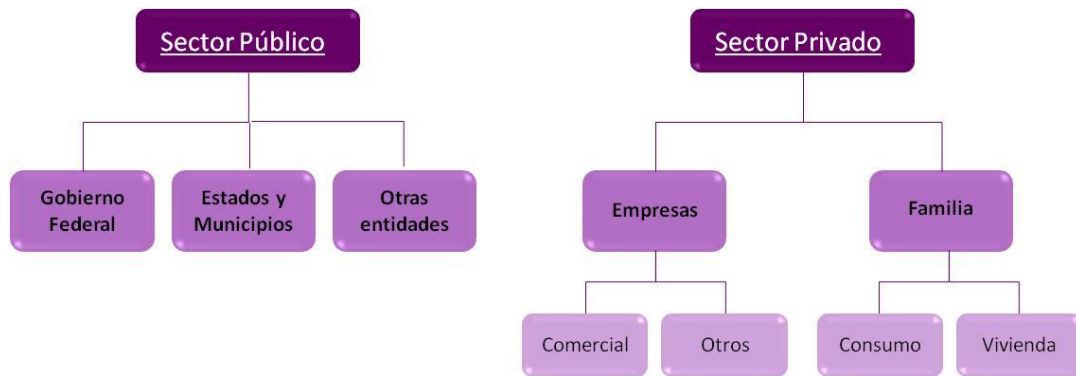 Sector Público
Sector Privado
Gobierno
Federal
Estados y
Municipios
Otras
entidades
Empresas
Familia
Comercial
Otros
Consumo
Vivienda